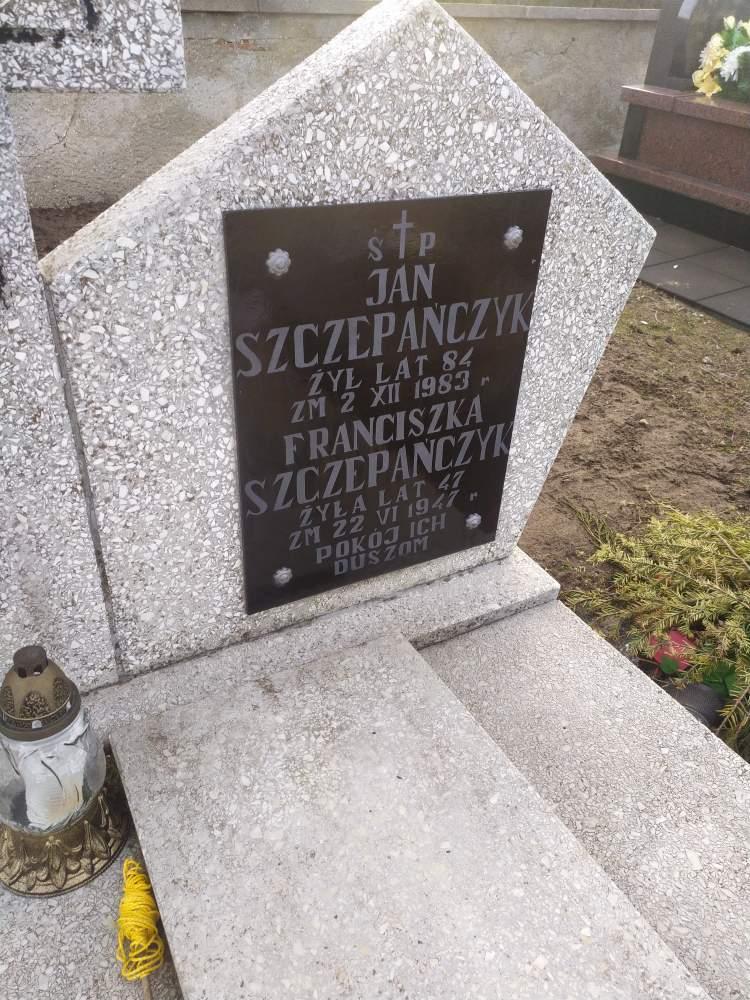 Ś P
JAN
SZCZEPAŃCZYK
ŻYŁ LAT 84
ZM 2 XII 1983 r
FRANCISZKA
SZCZEPAŃCZYK
ŻYŁA LAT 47
ZM 22 VI 1947 r
POKÓJ ICH
DUSZOM